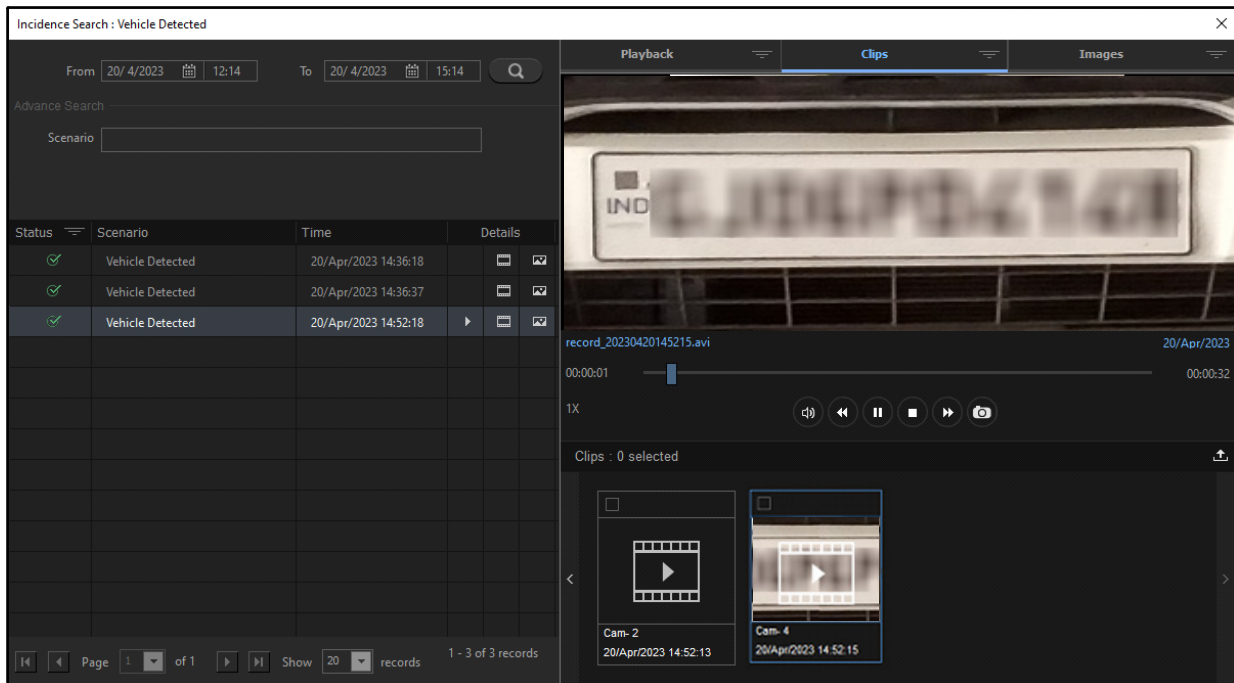 Incidence Search : Vehicle Detected
From 20/ 4/2023 12:14 To 20/ 4/2023 15:14
Advance Search
Scenario
Status Scenario Time Details
Vehicle Detected 20/Apr/2023 14:36:18
Vehicle Detected 20/Apr/2023 14:36:37
Vehicle Detected 20/Apr/2023 14:52:18
Page 1 of 1 Show 20 records 1 - 3 of 3 records
Playback Clips Images
IND
record_20230420145215.avi 20/Apr/2023
00:00:01 00:00:32
1X
Clips : 0 selected
Cam- 2
20/Apr/2023 14:52:13
Cam- 4
20/Apr/2023 14:52:15